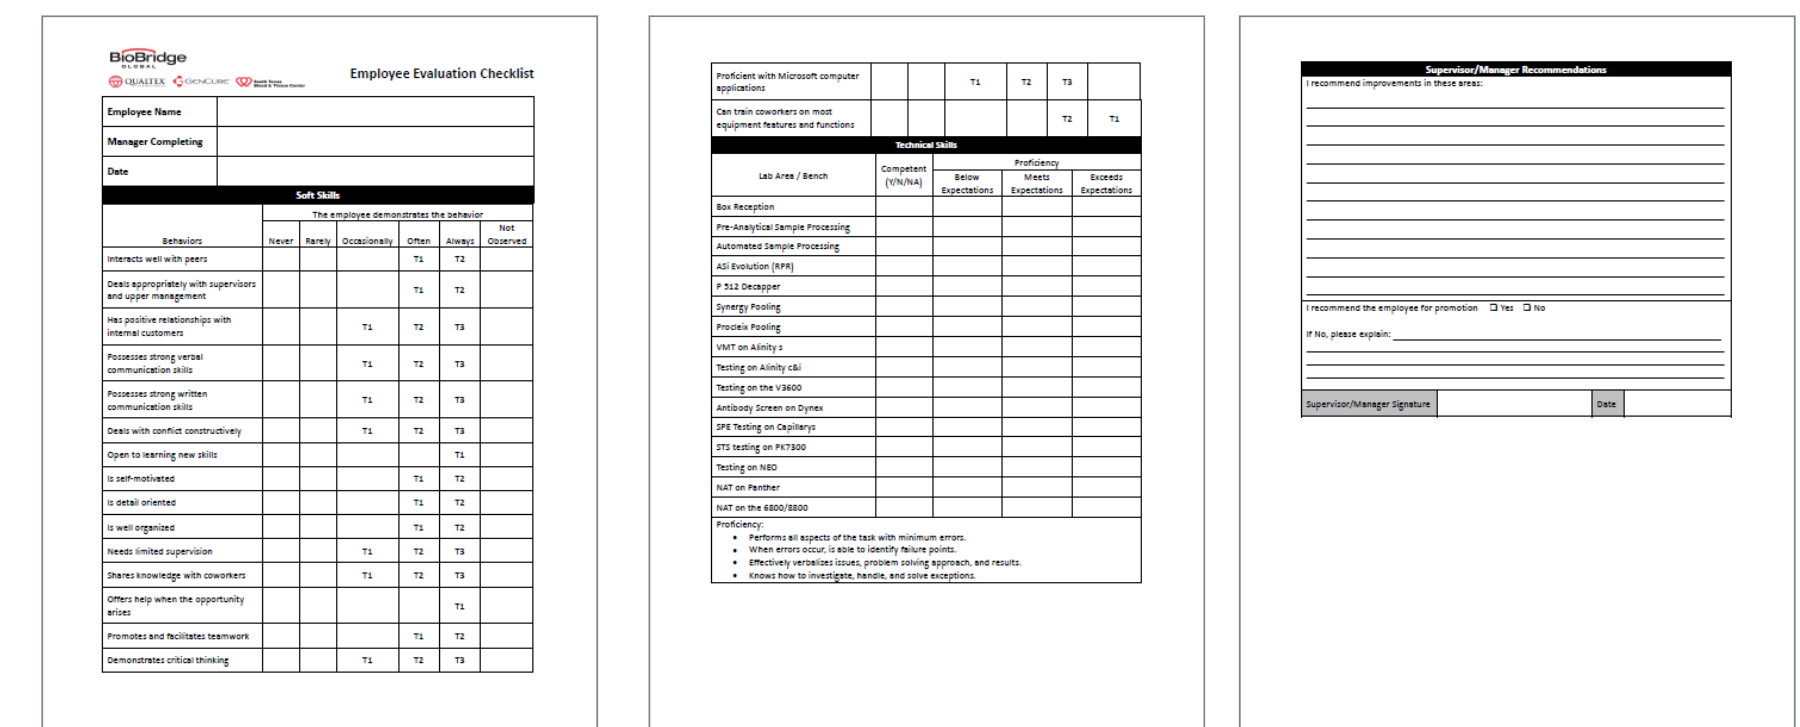 BioBridge
GLOBAL
QUALTEX GENCURE South Texas Blood & Tissue Center
Employee Evaluation Checklist
Employee Name
Manager Completing
Date
Soft Skills
The employee demonstrates the behavior
Behaviors Never Rarely Occasionally Often Always Not Observed
Interacts well with peers T1 T2
Deals appropriately with supervisors
and upper management T1 T2
Has positive relationships with
internal customers T1 T2 T3
Possesses strong verbal
communication skills T1 T2 T3
Possesses strong written
communication skills T1 T2 T3
Deals with conflict constructively T1 T2 T3
Open to learning new skills T1
Is self-motivated T1 T2
Is detail oriented T1 T2
Is well organized T1 T2
Needs limited supervision T1 T2 T3
Shares knowledge with coworkers T1 T2 T3
Offers help when the opportunity
arises T1
Promotes and facilitates teamwork T1 T2
Demonstrates critical thinking T1 T2 T3
Proficient with Microsoft computer
applications T1 T2 T3
Can train coworkers on most
equipment features and functions T2 T1
Technical Skills
Lab Area / Bench Competent (Y/N/NA) Proficiency
Below Expectations Meets Expectations Exceeds Expectations
Box Reception
Pre-Analytical Sample Processing
Automated Sample Processing
ASi Evolution (RPR)
P 512 Decapper
Synergy Pooling
Procleix Pooling
VMT on Alinity s
Testing on Alinity c&i
Testing on the V3600
Antibody Screen on Dynex
SPE Testing on Capillarys
STS testing on PK7300
Testing on NEO
NAT on Panther
NAT on the 6800/8800
Proficiency:
• Performs all aspects of the task with minimum errors.
• When errors occur, is able to identify failure points.
• Effectively verbalizes issues, problem solving approach, and results.
• Knows how to investigate, handle, and solve exceptions.
Supervisor/Manager Recommendations
I recommend improvements in these areas:
I recommend the employee for promotion ❑ Yes ❑ No
If No, please explain:
Supervisor/Manager Signature Date